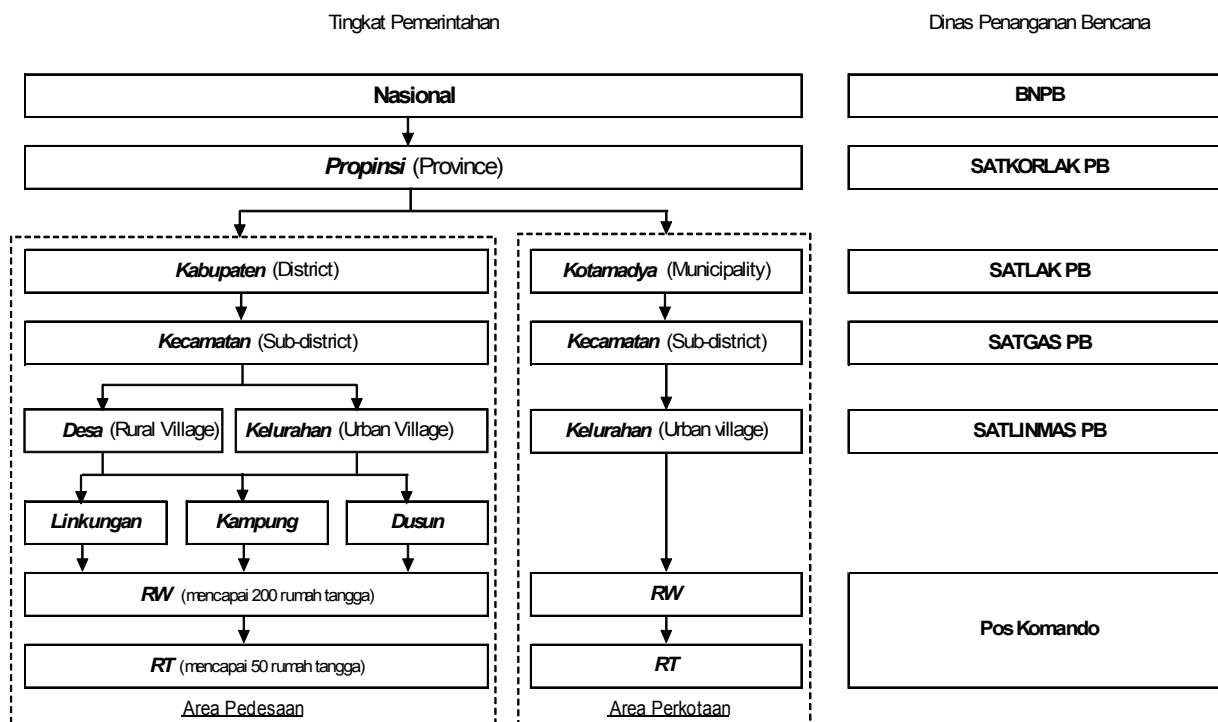 Tingkat Pemerintahan
Dinas Penanganan Bencana
Nasional
BNPB
Propinsi (Province)
SATKORLAK PB
Kabupaten (District)
Kotamadya (Municipality)
SATLAK PB
Kecamatan (Sub-district)
Kecamatan (Sub-district)
SATGAS PB
Desa (Rural Village)
Kelurahan (Urban Village)
Kelurahan (Urban village)
SATLINMAS PB
Linkungan
Kampung
Dusun
RW (mencapai 200 rumah tangga)
RW
Pos Komando
RT (mencapai 50 rumah tangga)
RT
Area Pedesaan
Area Perkotaan